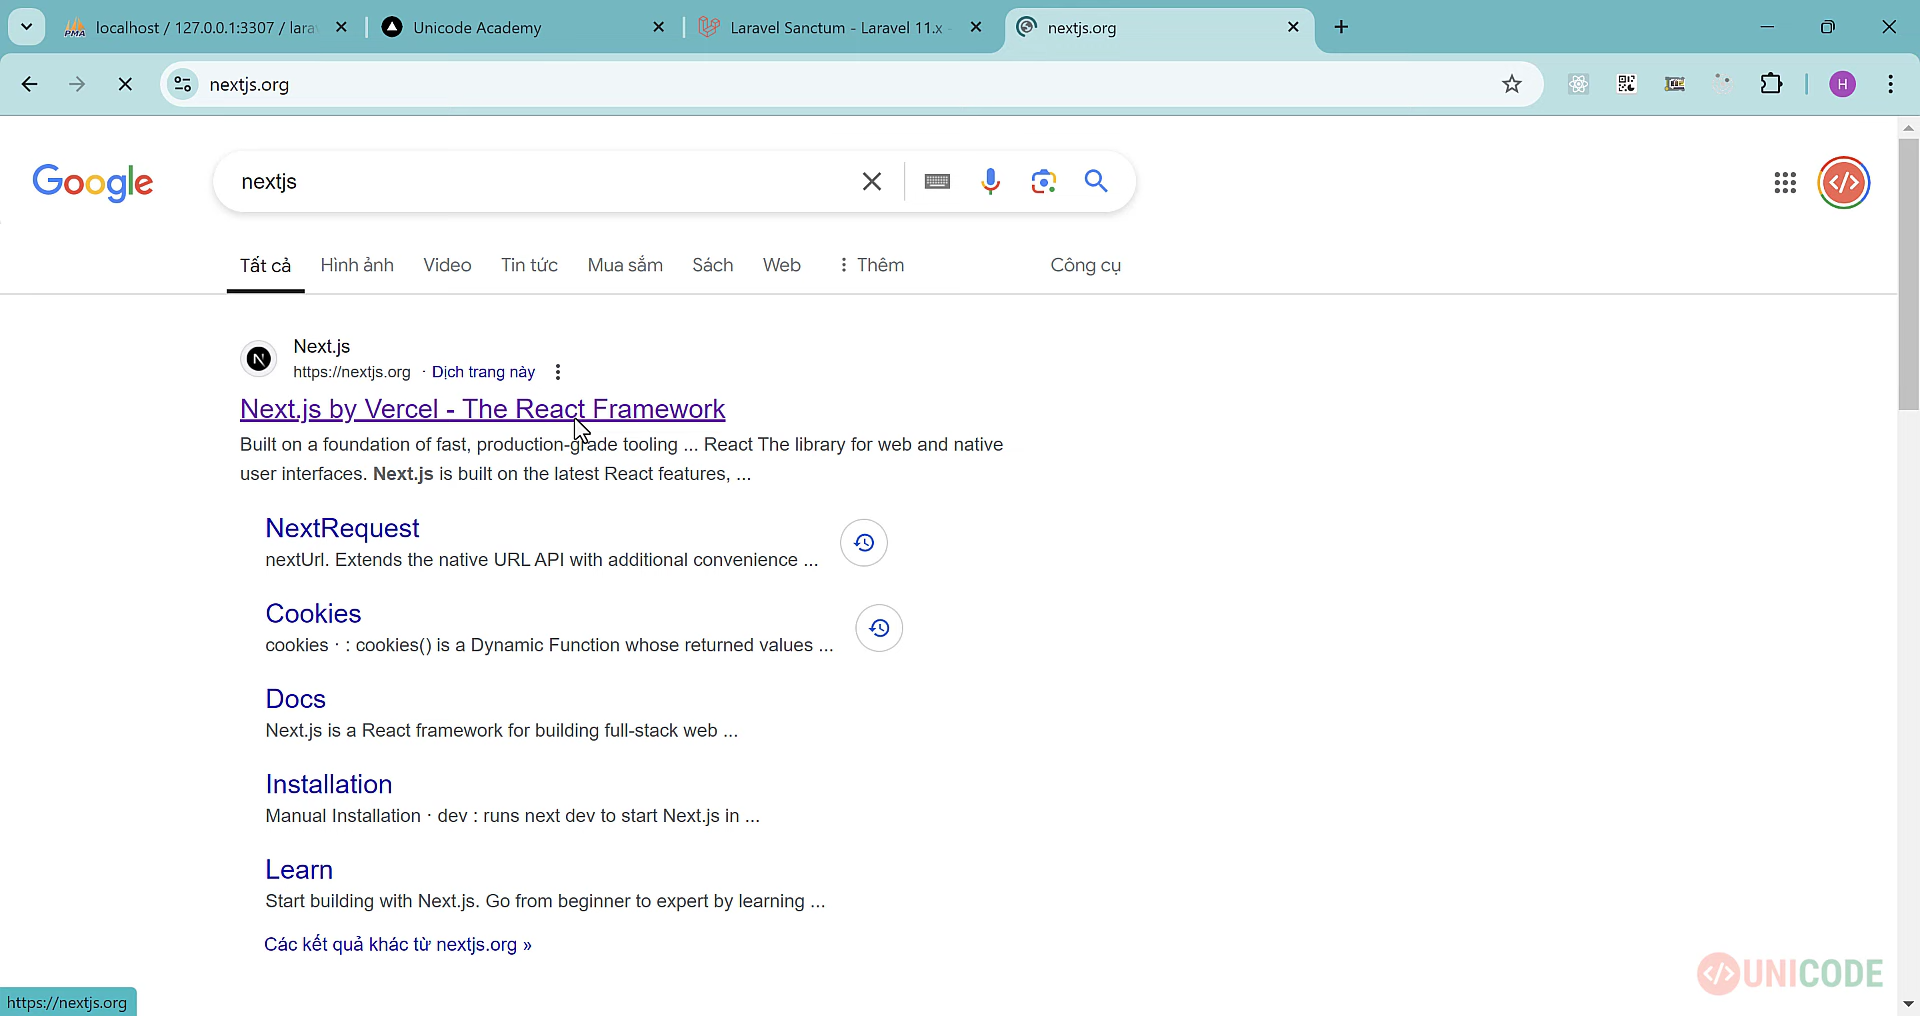 localhost / 127.0.0.1:3307 / lara
Unicode Academy
Laravel Sanctum - Laravel 11.x -
nextjs.org
nextjs.org
H
Google
nextjs
Tất cả
Hình ảnh
Video
Tin tức
Mua sắm
Sách
Web
Thêm
Công cụ
Next.js
https://nextjs.org · Dịch trang này
Next.js by Vercel - The React Framework
Built on a foundation of fast, production-grade tooling ... React The library for web and native
user interfaces. Next.js is built on the latest React features, ...
NextRequest
nextUrl. Extends the native URL API with additional convenience ...
Cookies
cookies · : cookies() is a Dynamic Function whose returned values ...
Docs
Next.js is a React framework for building full-stack web ...
Installation
Manual Installation · dev : runs next dev to start Next.js in ...
Learn
Start building with Next.js. Go from beginner to expert by learning ...
Các kết quả khác từ nextjs.org »
UNICODE
https://nextjs.org